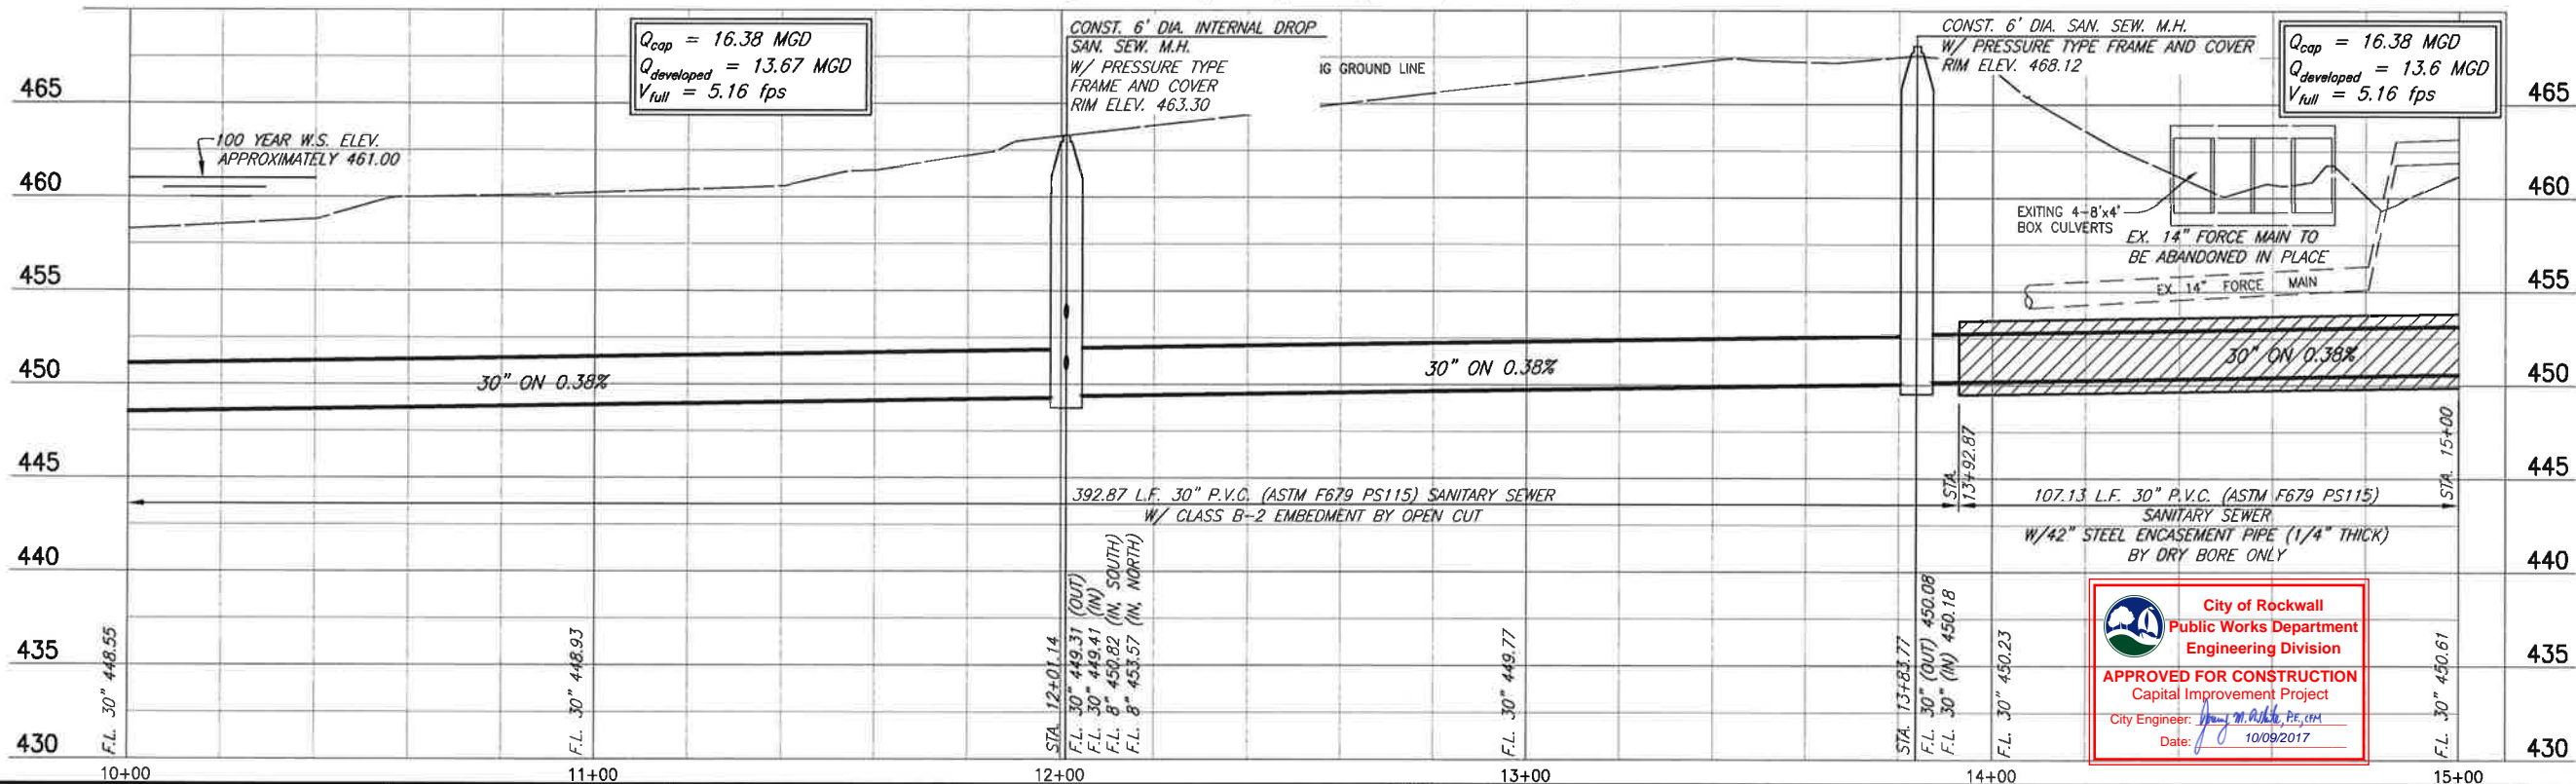 Qcap = 16.38 MGD
Qdeveloped = 13.67 MGD
Vfull = 5.16 fps
CONST. 6' DIA. INTERNAL DROP
SAN. SEW. M.H.
W/ PRESSURE TYPE
FRAME AND COVER
RIM ELEV. 463.30
IG GROUND LINE
CONST. 6' DIA. SAN. SEW. M.H.
W/ PRESSURE TYPE FRAME AND COVER
RIM ELEV. 468.12
Qcap = 16.38 MGD
Qdeveloped = 13.6 MGD
Vfull = 5.16 fps
465
465
100 YEAR W.S. ELEV.
APPROXIMATELY 461.00
460
460
EXITING 4-8'x4'
BOX CULVERTS
EX. 14" FORCE MAIN TO
BE ABANDONED IN PLACE
455
455
EX. 14" FORCE MAIN
450
450
30" ON 0.38%
30" ON 0.38%
30" ON 0.38%
445
445
392.87 L.F. 30" P.V.C. (ASTM F679 PS115) SANITARY SEWER
W/ CLASS B-2 EMBEDMENT BY OPEN CUT
STA.
13+92.87
107.13 L.F. 30" P.V.C. (ASTM F679 PS115)
SANITARY SEWER
W/42" STEEL ENCASEMENT PIPE (1/4" THICK)
BY DRY BORE ONLY
STA. 15+00
440
440
435
435
430
430
F.L. 30" 448.55
F.L. 30" 448.93
STA. 12+01.14
F.L. 30" 449.31 (OUT)
F.L. 30" 449.41 (IN)
F.L. 8" 450.82 (IN, SOUTH)
F.L. 8" 453.57 (IN, NORTH)
F.L. 30" 449.77
STA. 13+83.77
F.L. 30" (OUT) 450.08
F.L. 30" (IN) 450.18
F.L. 30" 450.23
F.L. 30" 450.61
City of Rockwall
Public Works Department
Engineering Division
APPROVED FOR CONSTRUCTION
Capital Improvement Project
City Engineer: M. White, P.E., CFM
Date: 10/09/2017
10+00
11+00
12+00
13+00
14+00
15+00